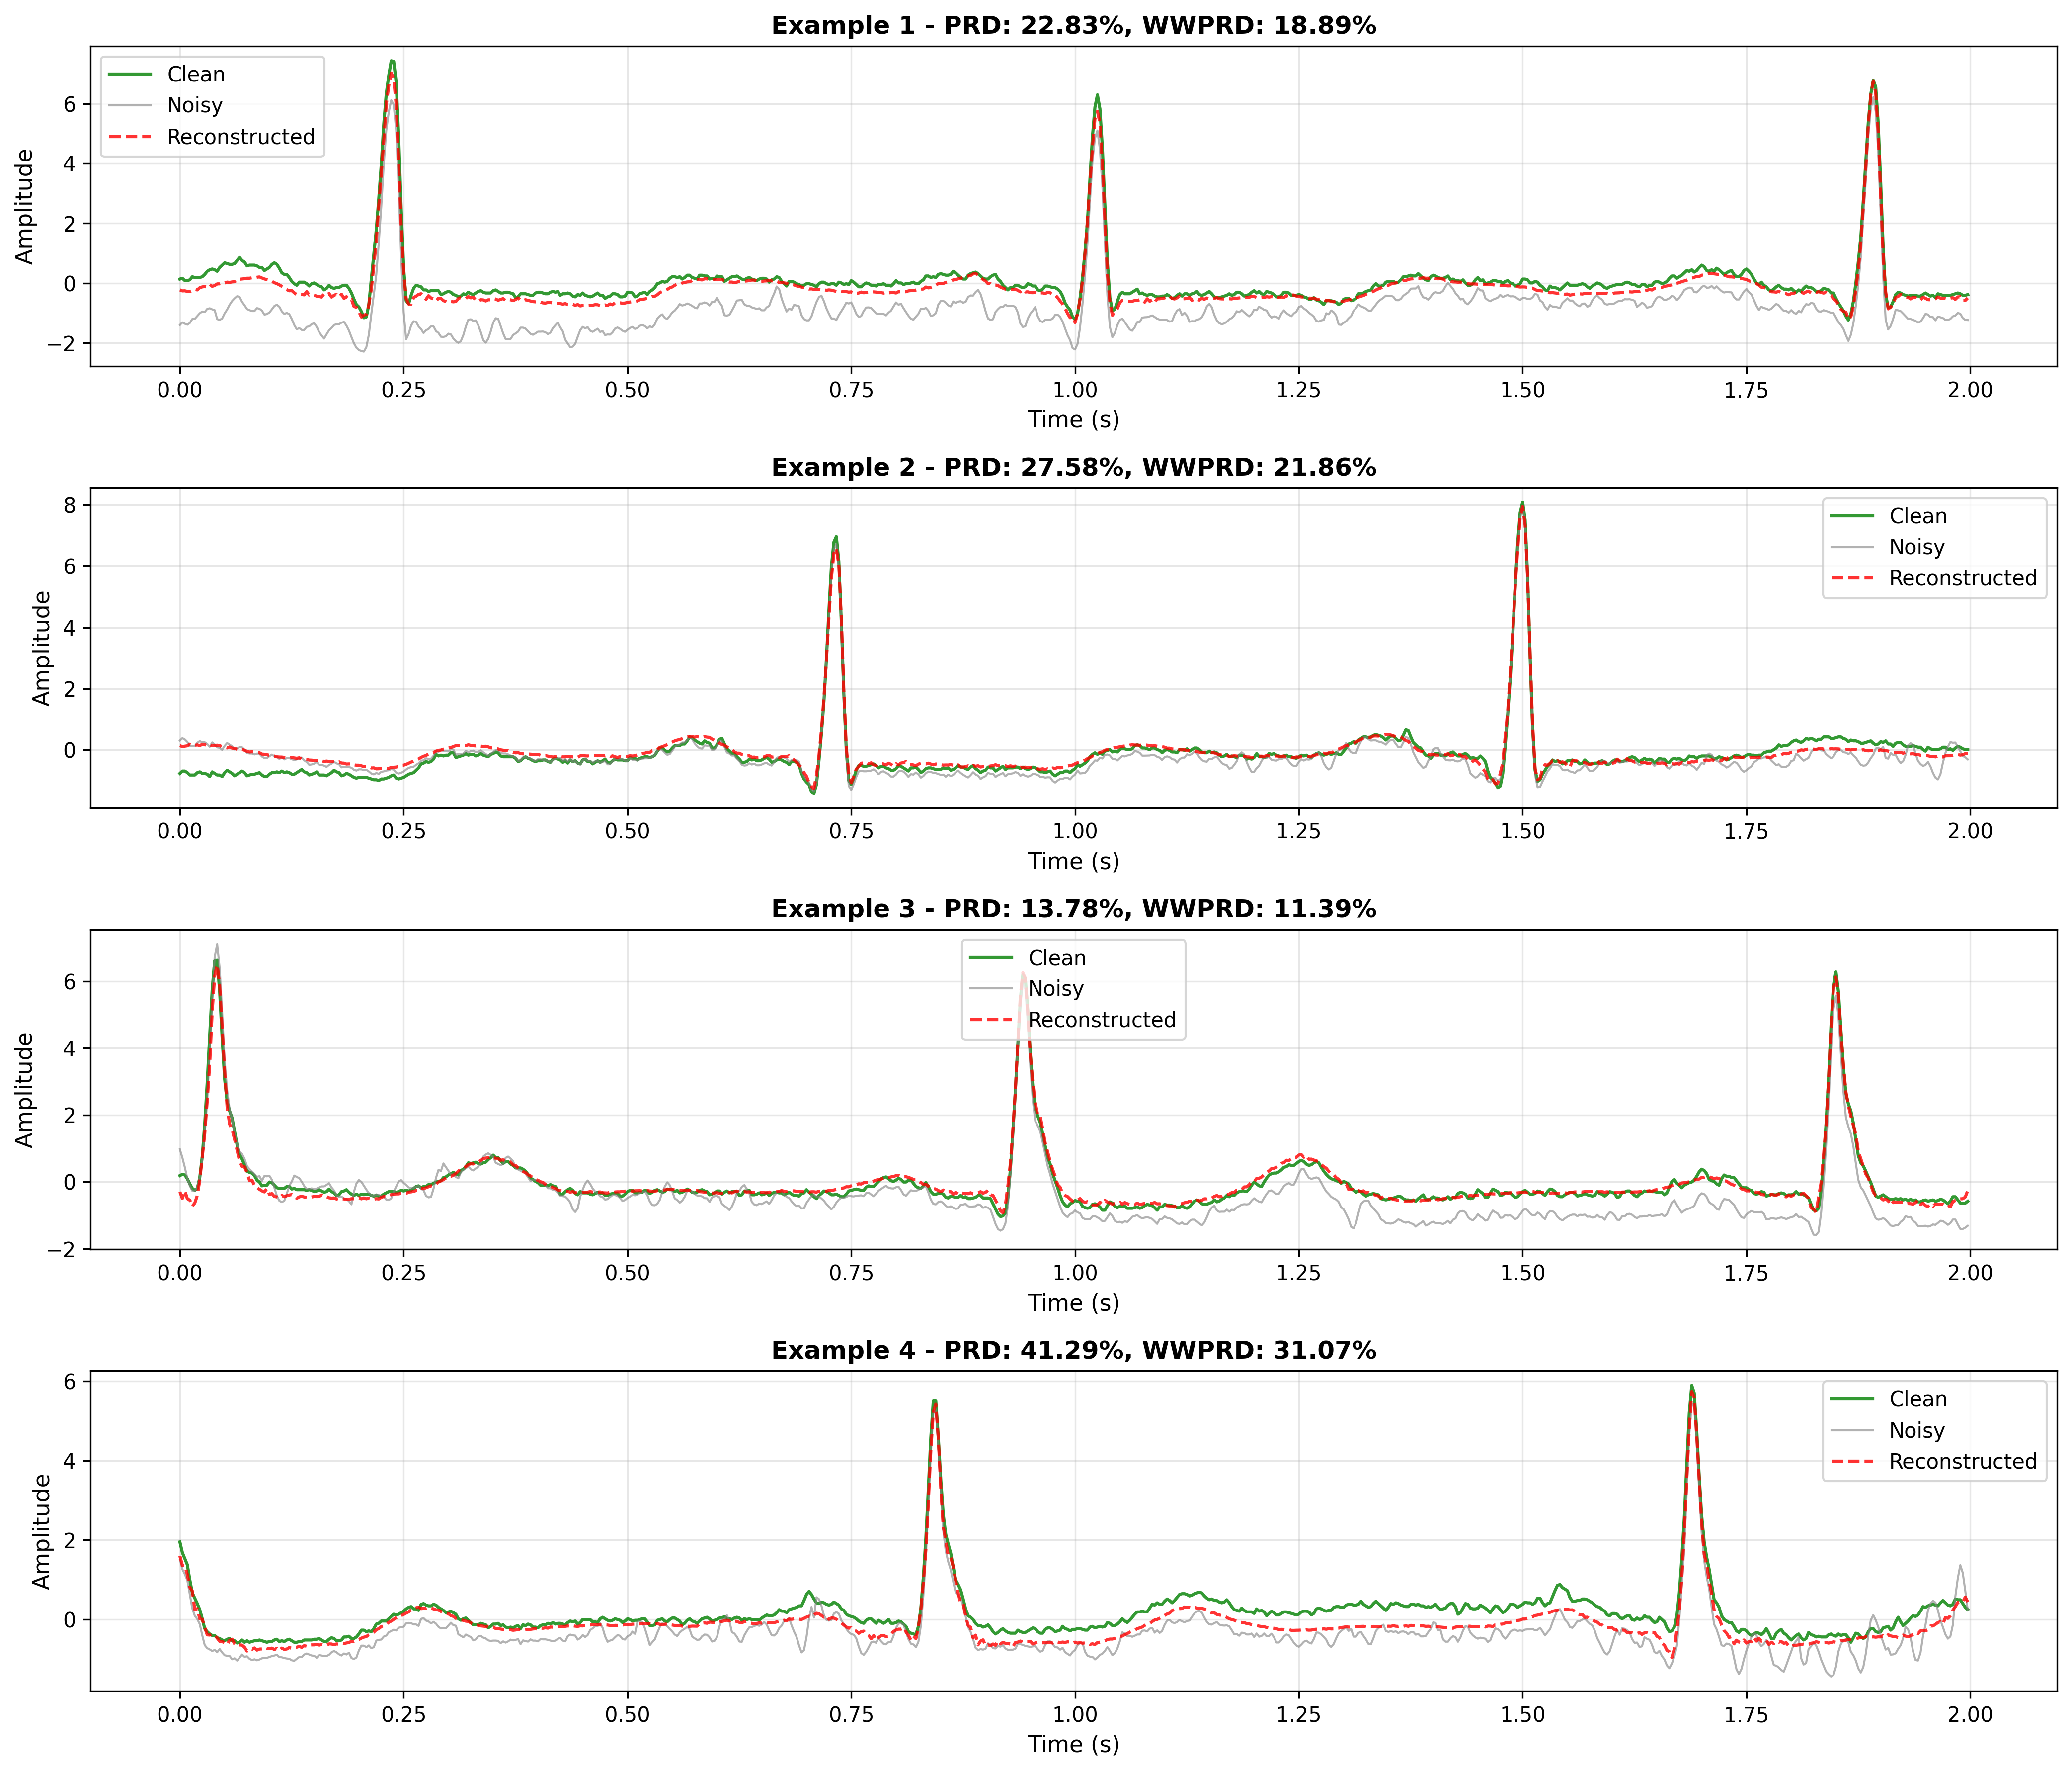 Example 1 - PRD: 22.83%, WWPRD: 18.89%
Clean
Noisy
Reconstructed
Amplitude
6
4
2
0
−2
0.00 0.25 0.50 0.75 1.00 1.25 1.50 1.75 2.00
Time (s)
Example 2 - PRD: 27.58%, WWPRD: 21.86%
Clean
Noisy
Reconstructed
Amplitude
8
6
4
2
0
0.00 0.25 0.50 0.75 1.00 1.25 1.50 1.75 2.00
Time (s)
Example 3 - PRD: 13.78%, WWPRD: 11.39%
Clean
Noisy
Reconstructed
Amplitude
6
4
2
0
−2
0.00 0.25 0.50 0.75 1.00 1.25 1.50 1.75 2.00
Time (s)
Example 4 - PRD: 41.29%, WWPRD: 31.07%
Clean
Noisy
Reconstructed
Amplitude
6
4
2
0
0.00 0.25 0.50 0.75 1.00 1.25 1.50 1.75 2.00
Time (s)